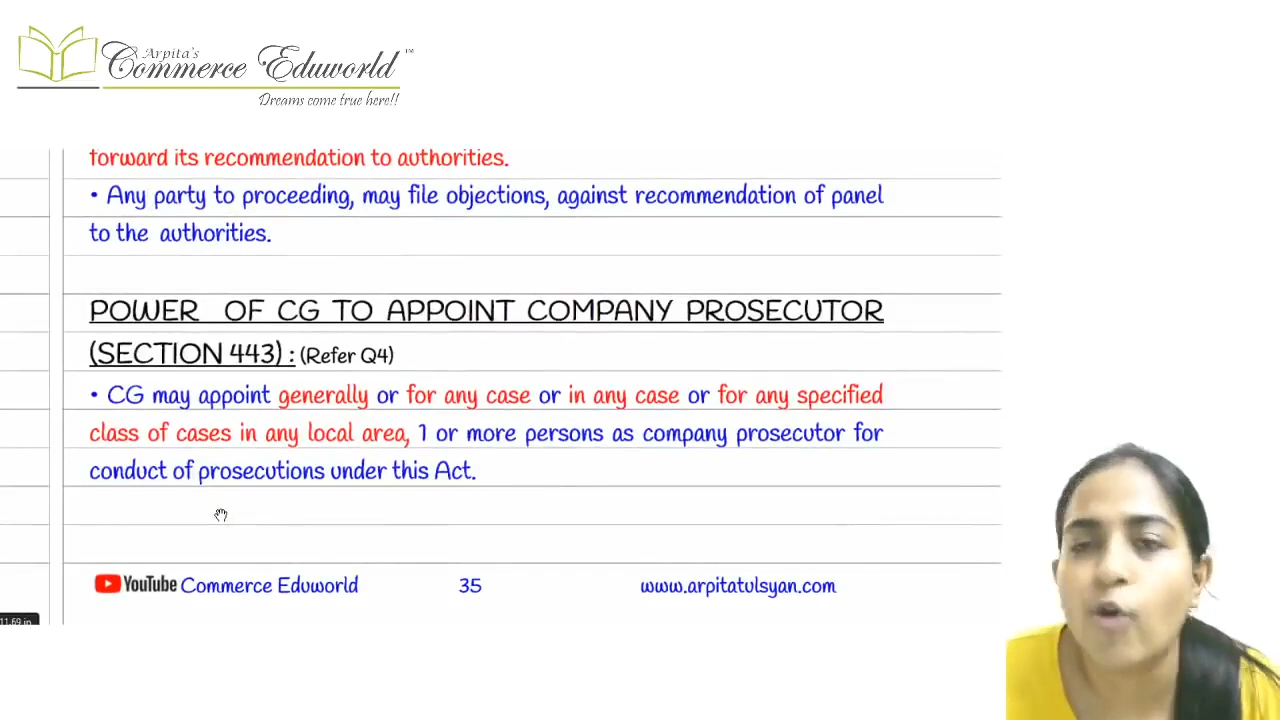 Arpita's
Commerce Eduworld™
Dreams come true here!!
forward its recommendation to authorities.
• Any party to proceeding, may file objections, against recommendation of panel
to the authorities.
POWER OF CG TO APPOINT COMPANY PROSECUTOR
(SECTION 443) : (Refer Q4)
• CG may appoint generally or for any case or in any case or for any specified
class of cases in any local area, 1 or more persons as company prosecutor for
conduct of prosecutions under this Act.
YouTube Commerce Eduworld 35 www.arpitatulsyan.com
11.69 in